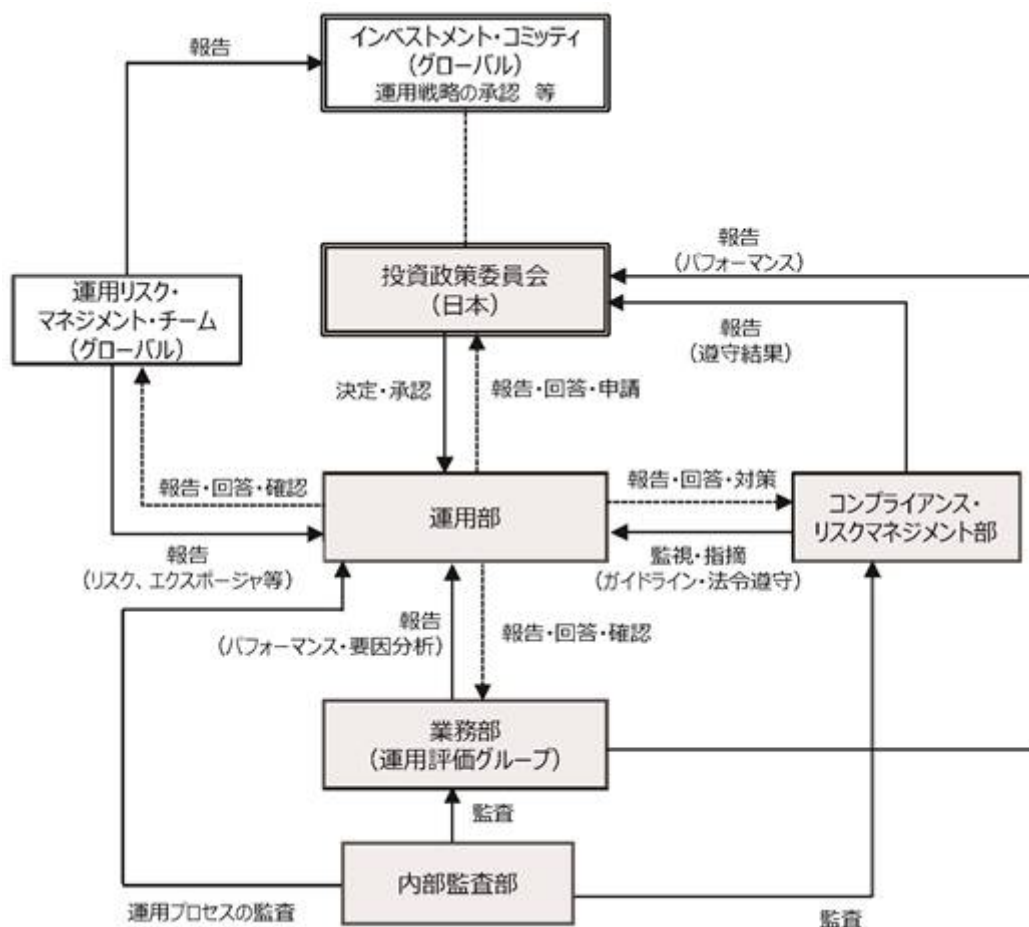 インベストメント・コミッティ
(グローバル)
運用戦略の承認 等
報告
投資政策委員会
(日本)
報告
(パフォーマンス)
運用リスク・
マネジメント・チーム
(グローバル)
報告
(遵守結果)
決定・承認
報告・回答・申請
報告・回答・確認
運用部
報告・回答・対策
コンプライアンス・
リスクマネジメント部
報告
(リスク、エクスポージャ等)
監視・指摘
(ガイドライン・法令遵守)
報告
(パフォーマンス・要因分析)
報告・回答・確認
業務部
(運用評価グループ)
監査
内部監査部
運用プロセスの監査
監査